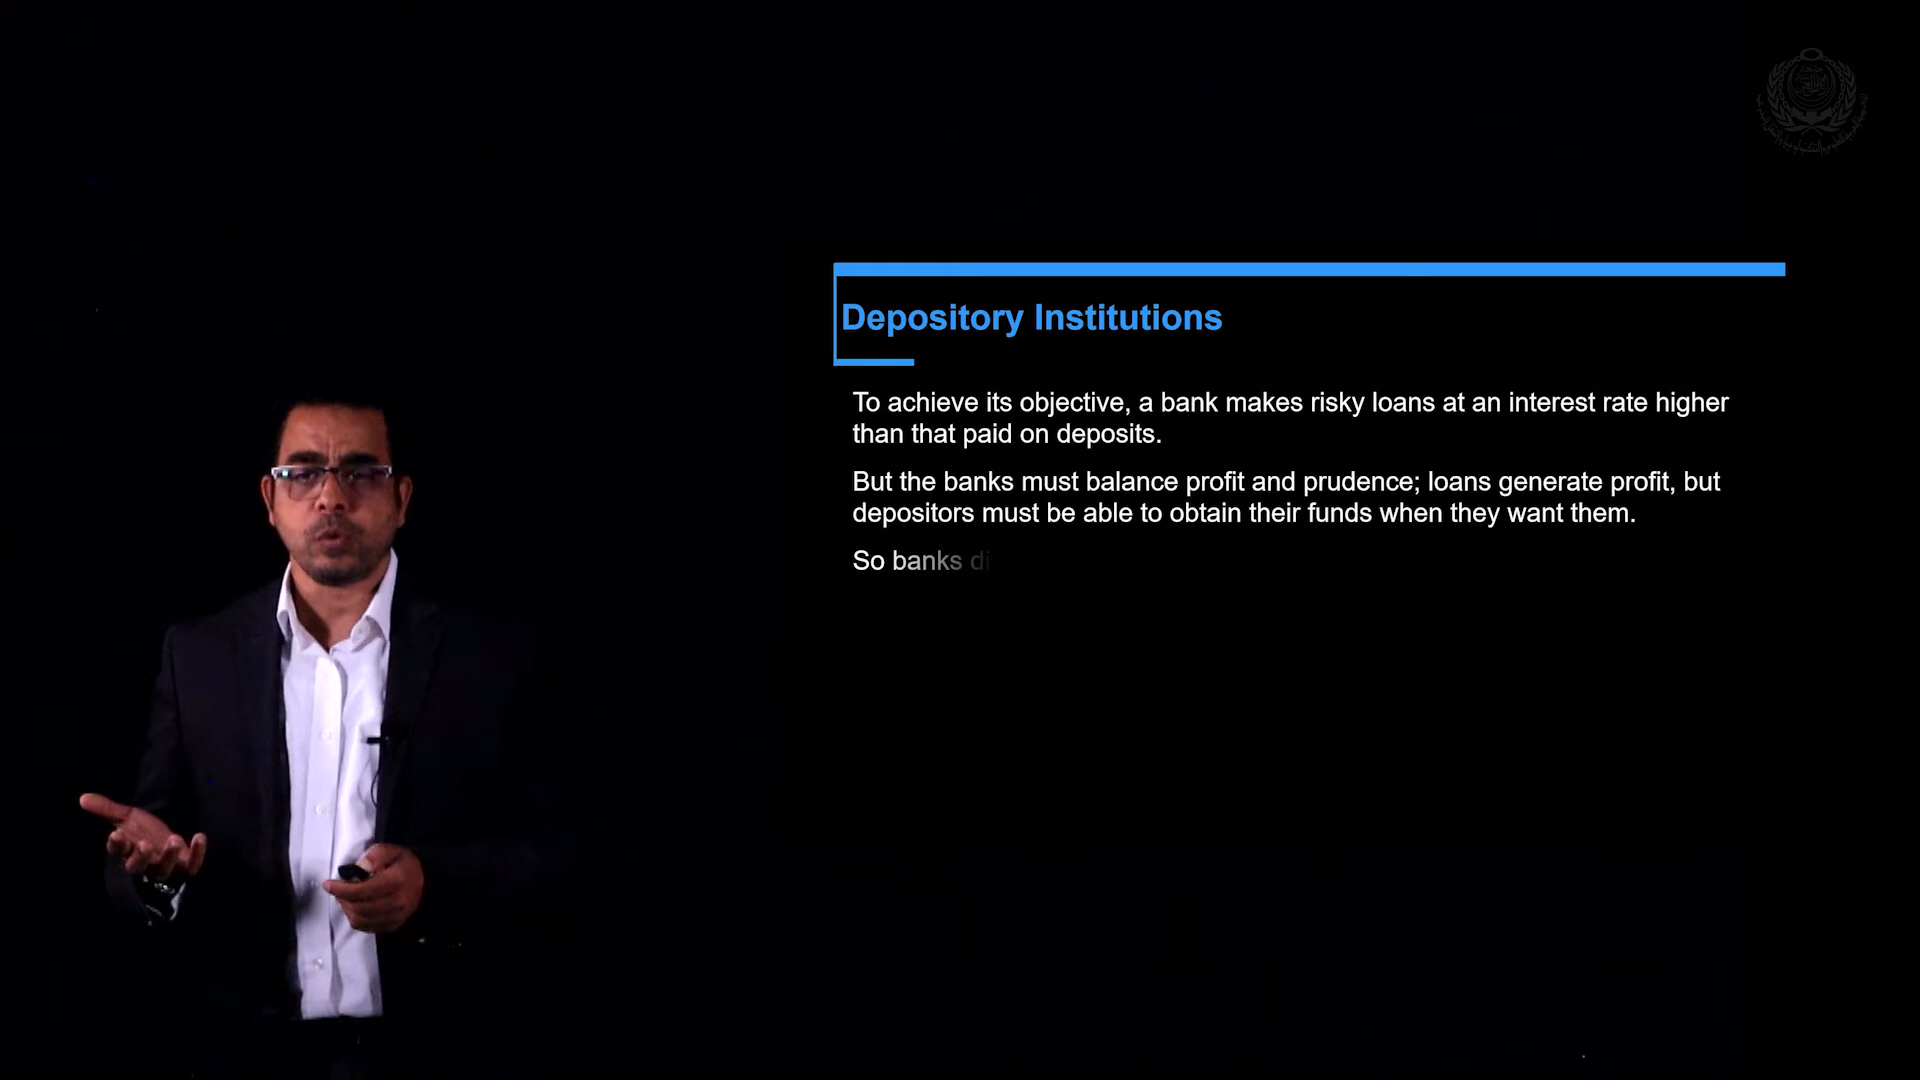 Depository Institutions
To achieve its objective, a bank makes risky loans at an interest rate higher
than that paid on deposits.
But the banks must balance profit and prudence; loans generate profit, but
depositors must be able to obtain their funds when they want them.
So banks di